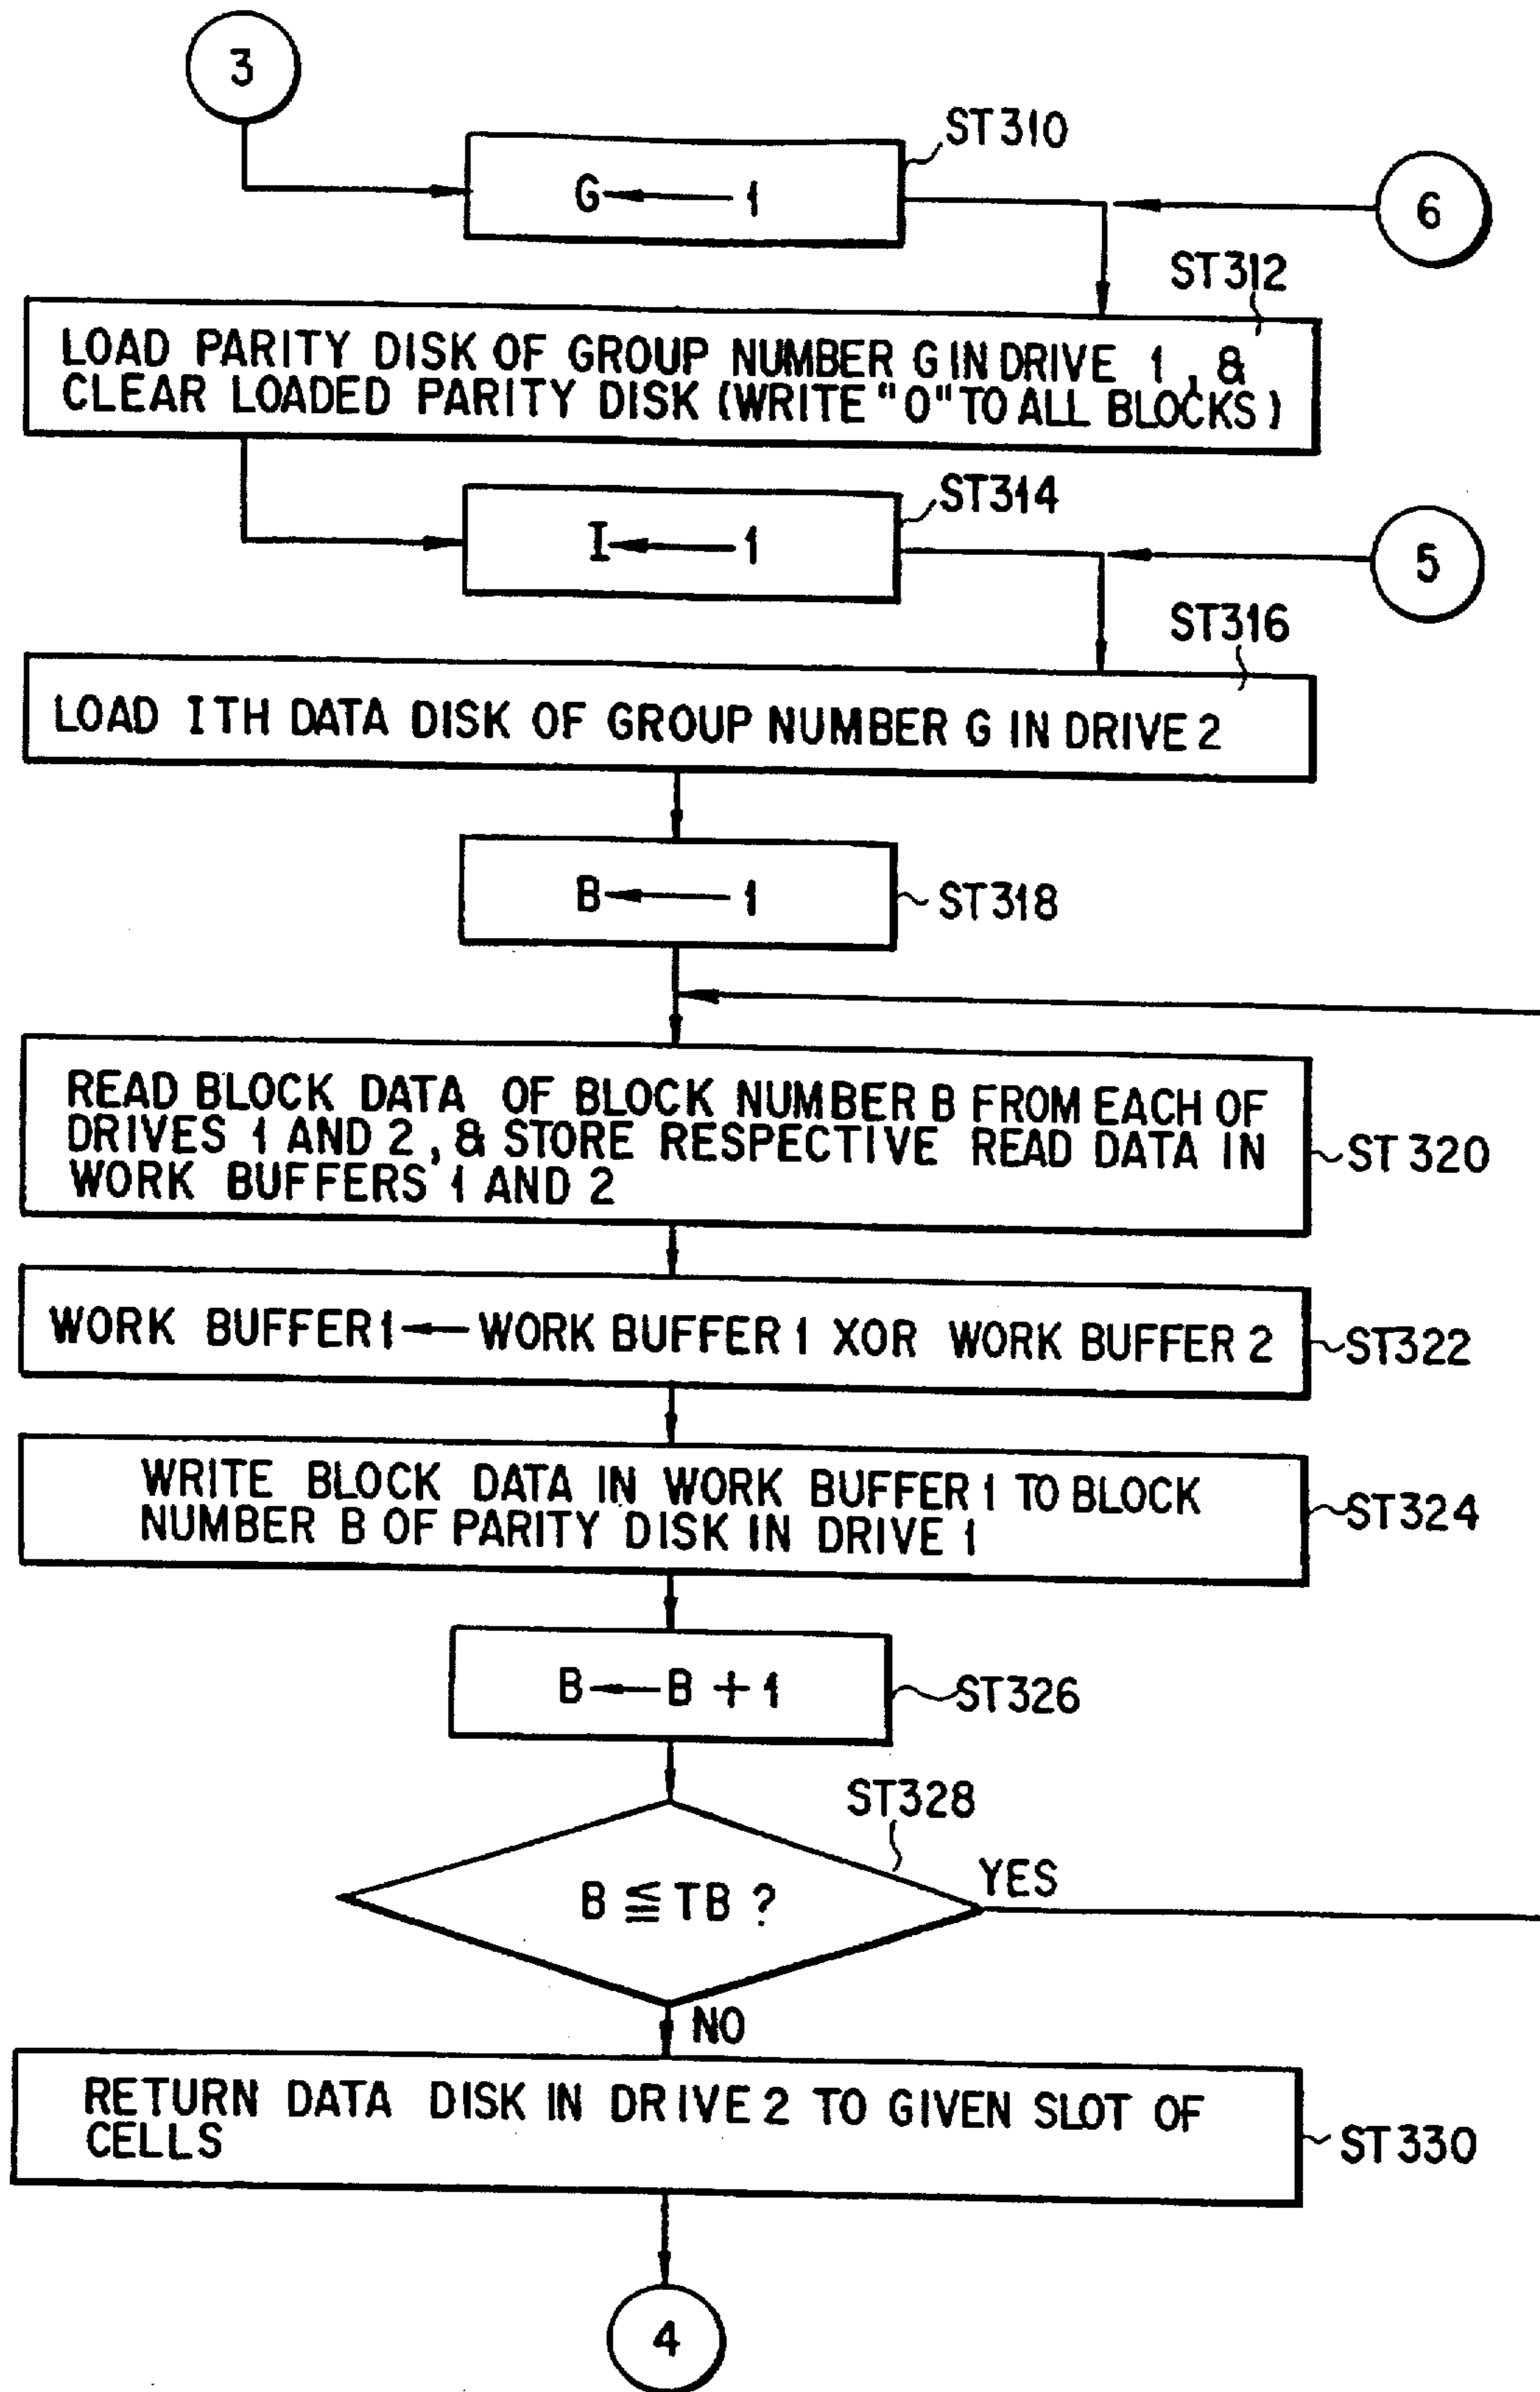 3
ST310
G ← 1
6
ST312
LOAD PARITY DISK OF GROUP NUMBER G IN DRIVE 1, &
CLEAR LOADED PARITY DISK (WRITE "0" TO ALL BLOCKS)
ST314
I ← 1
5
ST316
LOAD ITH DATA DISK OF GROUP NUMBER G IN DRIVE 2
B ← 1
ST318
READ BLOCK DATA OF BLOCK NUMBER B FROM EACH OF
DRIVES 1 AND 2, & STORE RESPECTIVE READ DATA IN
WORK BUFFERS 1 AND 2
ST320
WORK BUFFER 1 ← WORK BUFFER 1 XOR WORK BUFFER 2
ST322
WRITE BLOCK DATA IN WORK BUFFER 1 TO BLOCK
NUMBER B OF PARITY DISK IN DRIVE 1
ST324
B ← B + 1
ST326
ST328
B ≦ TB ?
YES
NO
RETURN DATA DISK IN DRIVE 2 TO GIVEN SLOT OF
CELLS
ST330
4